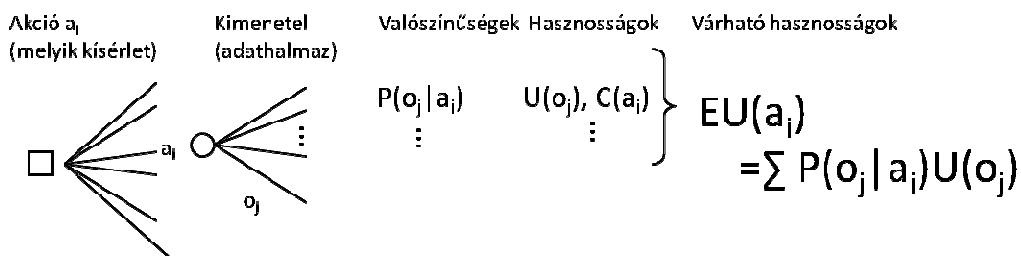 Akció aᵢ
(melyik kísérlet)
Kimeretel
(adathalmaz)
Valószínűségek
Hasznosságok
Várható hasznosságok
aᵢ
oⱼ
P(oⱼ|aᵢ)
⋮
U(oⱼ), C(aᵢ)
⋮
EU(aᵢ)
=∑ P(oⱼ|aᵢ)U(oⱼ)